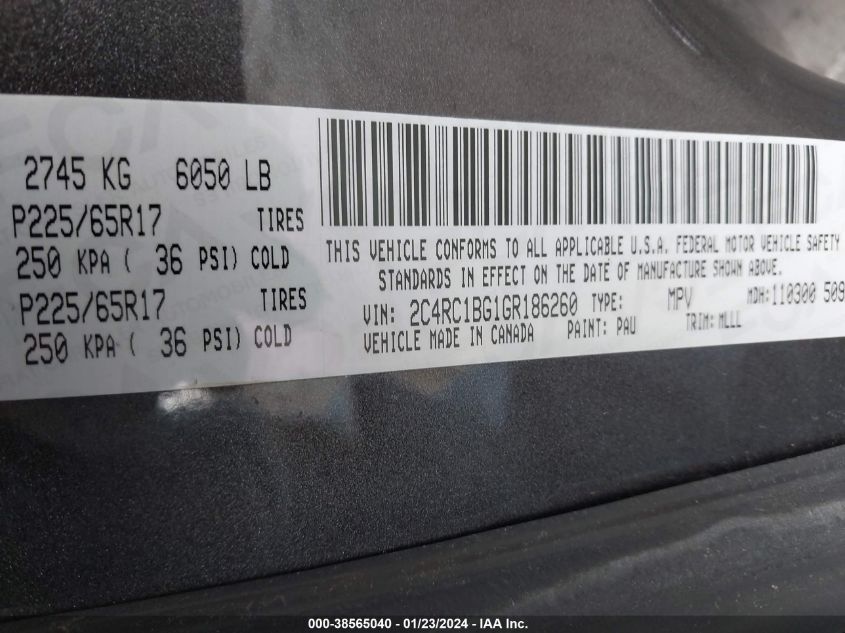 2745 KG 6050 LB
P225/65R17 TIRES
250 KPA ( 36 PSI) COLD
P225/65R17 TIRES
250 KPA ( 36 PSI) COLD
THIS VEHICLE CONFORMS TO ALL APPLICABLE U.S.A. FEDERAL MOTOR VEHICLE SAFETY
STANDARDS IN EFFECT ON THE DATE OF MANUFACTURE SHOWN ABOVE.
VIN: 2C4RC1BG1GR186260 TYPE: MPV MDH:110300 509
VEHICLE MADE IN CANADA PAINT: PAU TRIM: MLLL
000-38565040 - 01/23/2024 - IAA Inc.